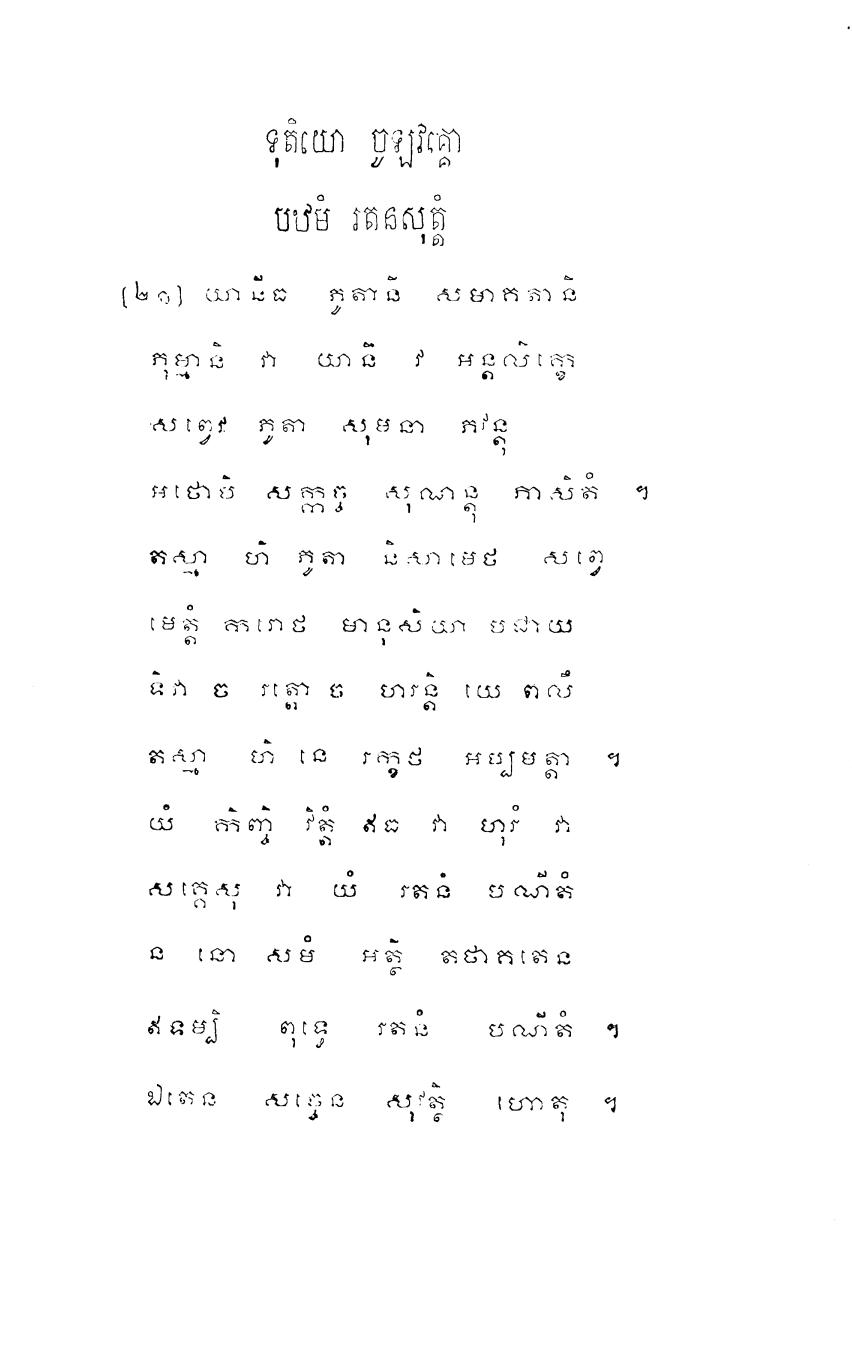 ទុតិយោ ចូឡវគ្គោ
បឋមំ រតនសុត្តំ
(២១) យានីធ ភូតានិ សមាគតានិ
ភុម្មានិ វា យានិ វ អន្តលិក្ខេ
សព្វេវ ភូតា សុមនា ភវន្តុ
អថោបិ សក្កច្ច សុណន្តុ ភាសិតំ ។
តស្មា ហិ ភូតា និសាមេថ សព្វេ
មេត្តំ ករោថ មានុសិយា បជាយ
ទិវា ច រត្តោ ច ហរន្តិ យេ ពលឹ
តស្មា ហិ នេ រក្ខថ អប្បមត្តា ។
យំ កិញ្ចិ វិត្តំ ឥធ វា ហុរំ វា
សគ្គេសុ វា យំ រតនំ បណីតំ
ន នោ សមំ អត្ថិ តថាគតេន
ឥទម្បិ ពុទ្ធេ រតនំ បណីតំ ។
ឯតេន សច្ចេន សុវត្ថិ ហោតុ ។